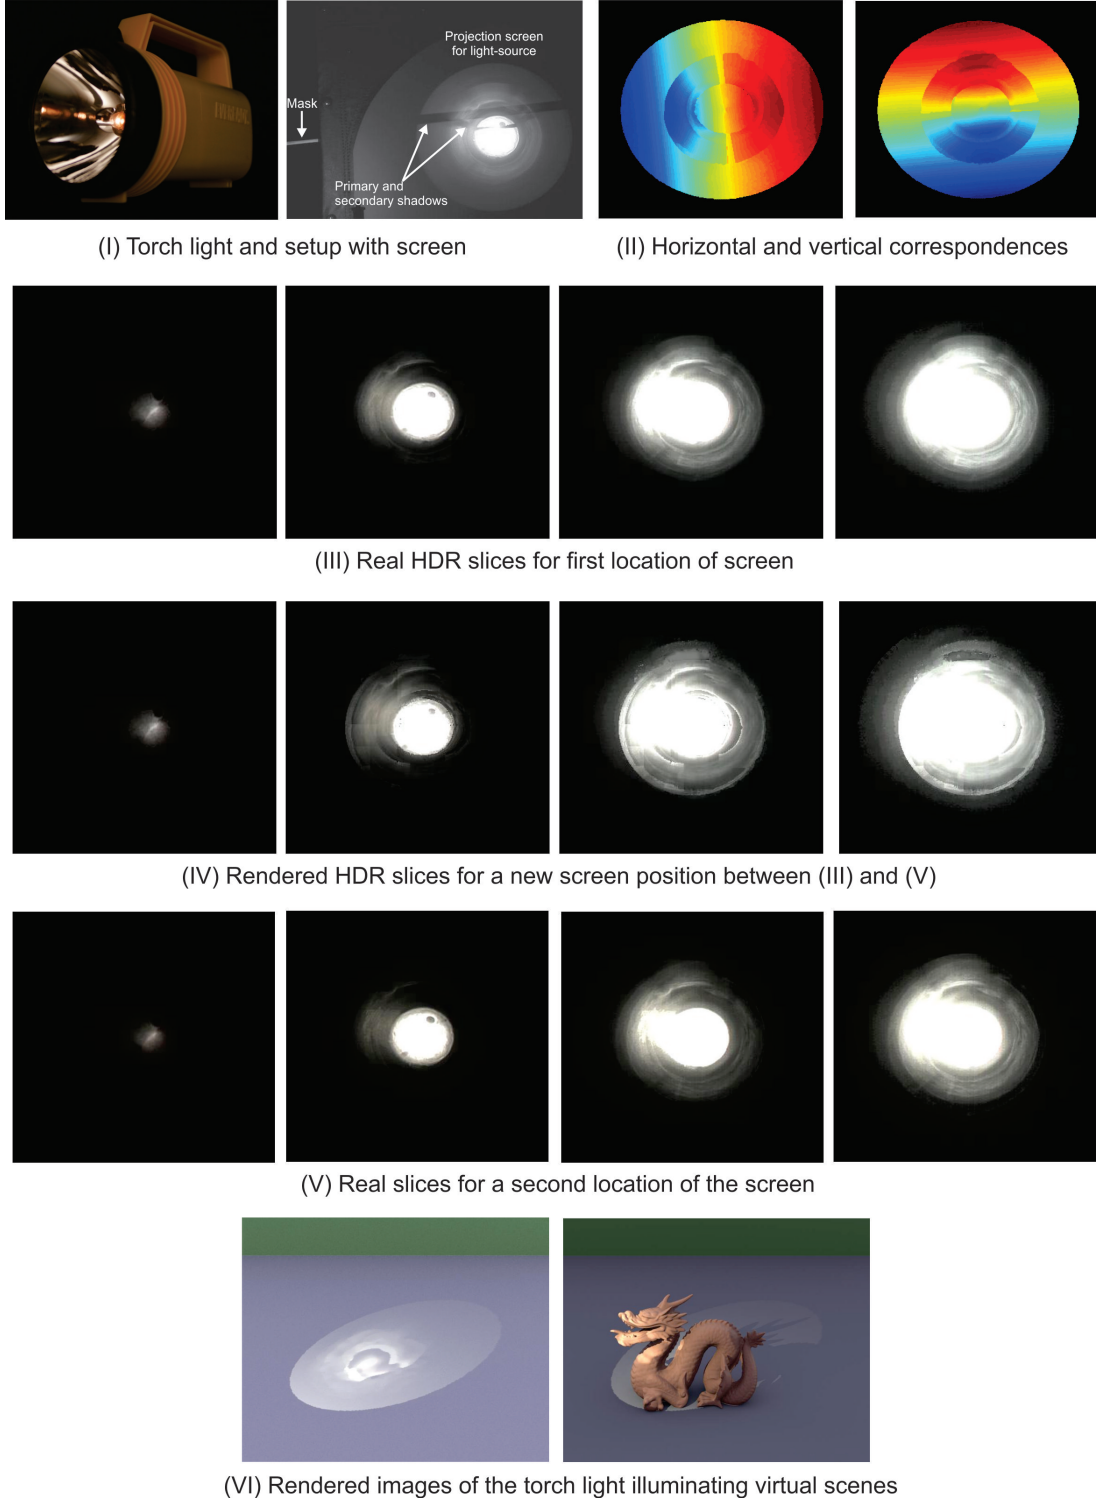 Projection screen
for light-source
Mask
Primary and
secondary shadows
(I) Torch light and setup with screen
(II) Horizontal and vertical correspondences
(III) Real HDR slices for first location of screen
(IV) Rendered HDR slices for a new screen position between (III) and (V)
(V) Real slices for a second location of the screen
(VI) Rendered images of the torch light illuminating virtual scenes